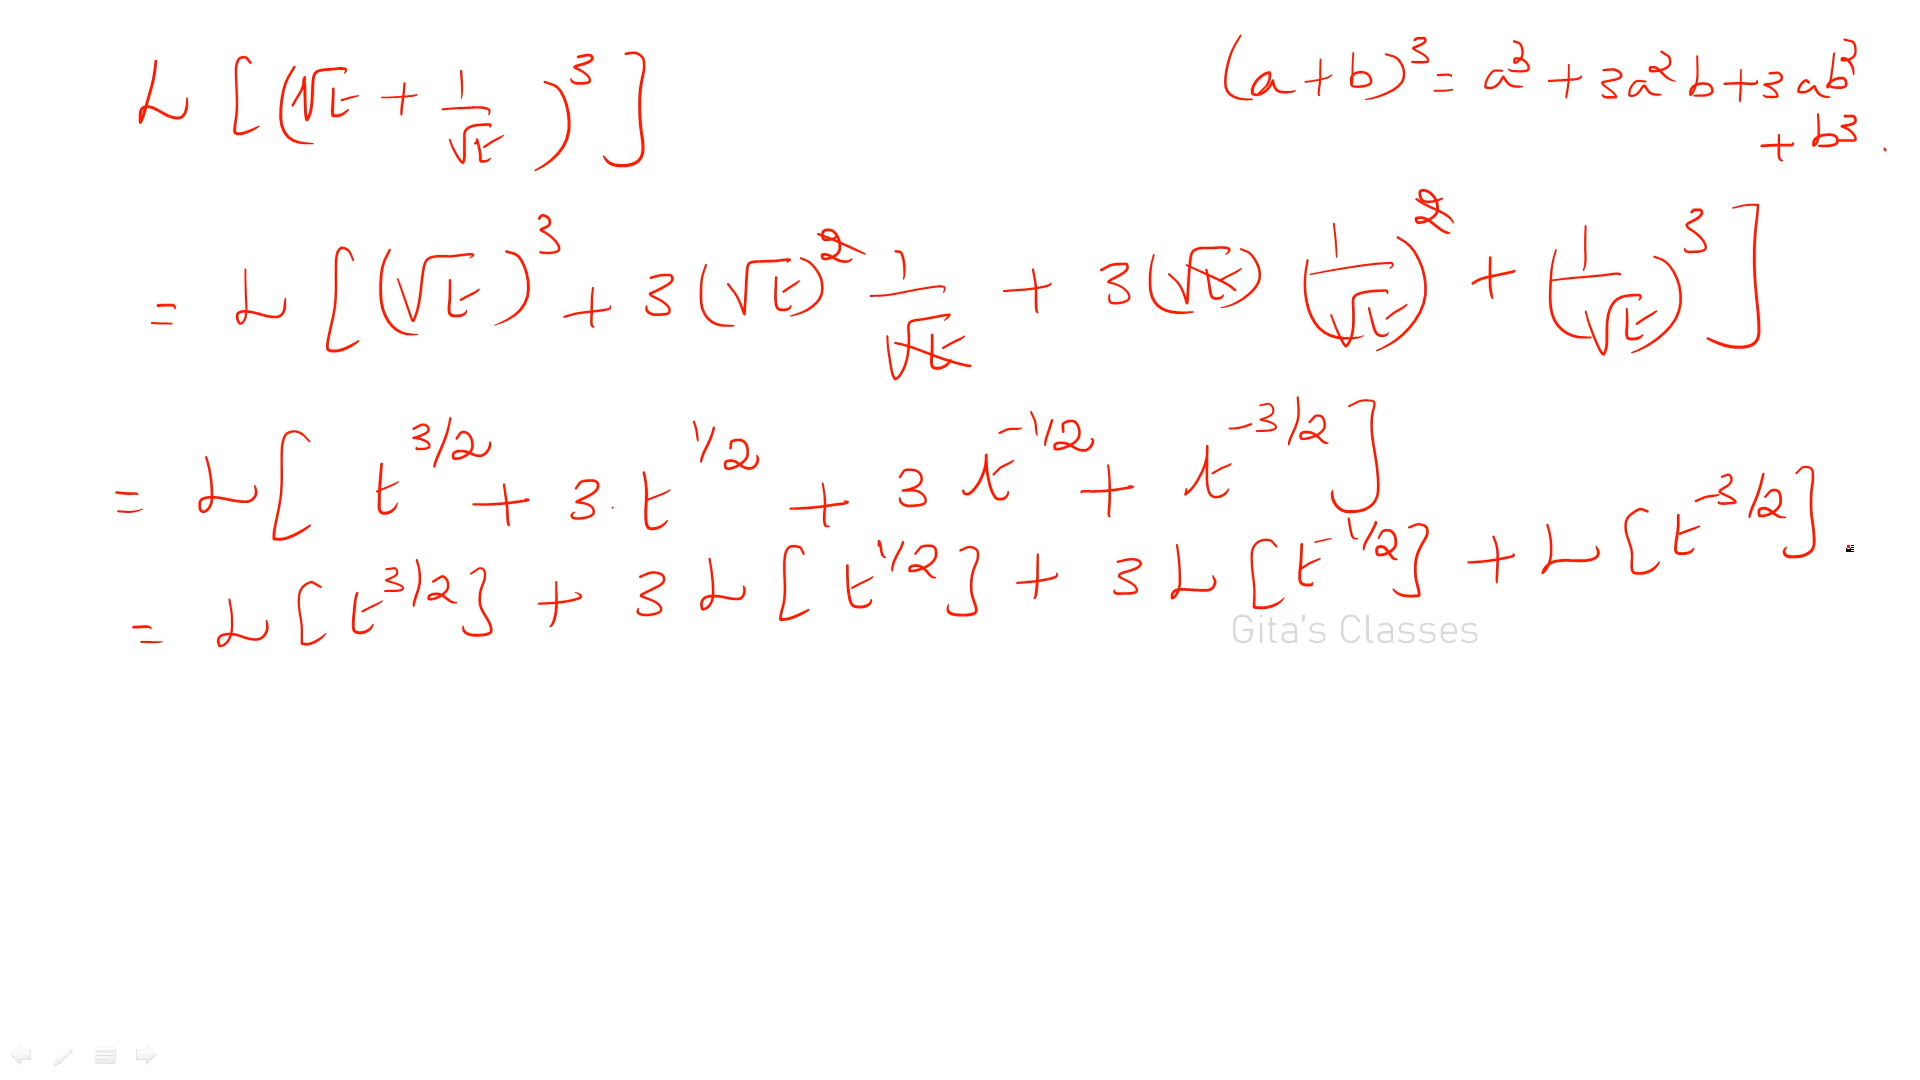 L [(√t + 1/√t)³]
(a+b)³ = a³ + 3a²b + 3ab²
+ b³.
= L [(√t)³ + 3(√t)² 1/√t + 3(√t) (1/√t)² + (1/√t)³]
= L [t^3/2 + 3. t^1/2 + 3 t^-1/2 + t^-3/2]
= L [t^3/2] + 3 L [t^1/2] + 3 L [t^-1/2] + L [t^-3/2]
Gita's Classes